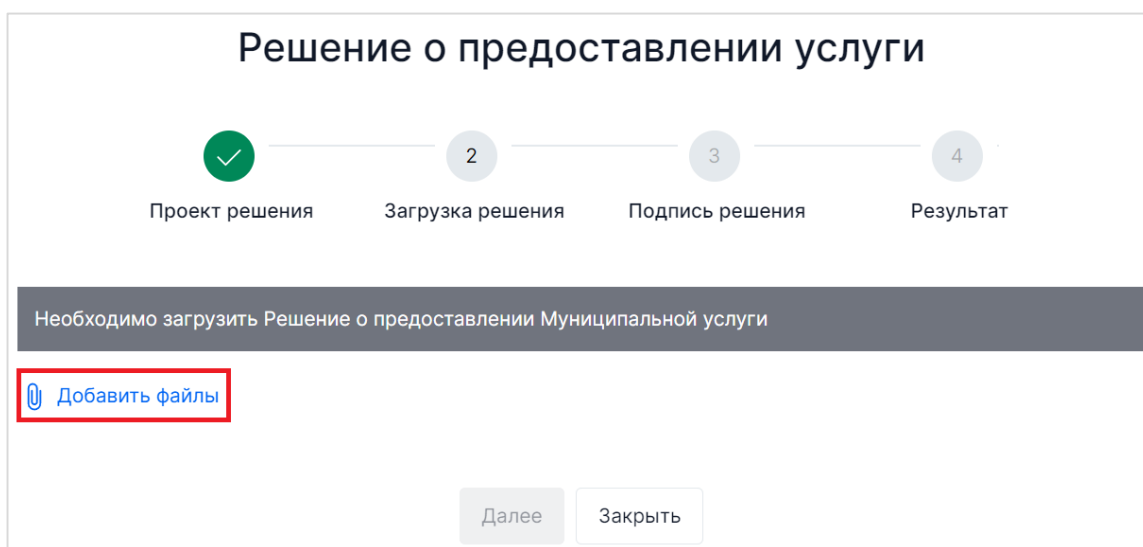 Решение о предоставлении услуги
2 3 4
Проект решения Загрузка решения Подпись решения Результат
Необходимо загрузить Решение о предоставлении Муниципальной услуги
Добавить файлы
Далее Закрыть